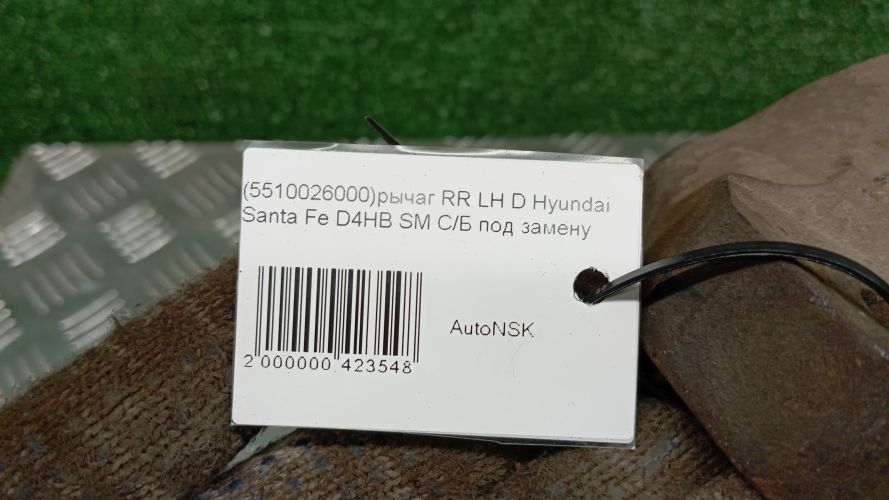 (5510026000)рычаг RR LH D Hyundai
Santa Fe D4HB SM С/Б под замену
AutoNSK
2 000000 423548